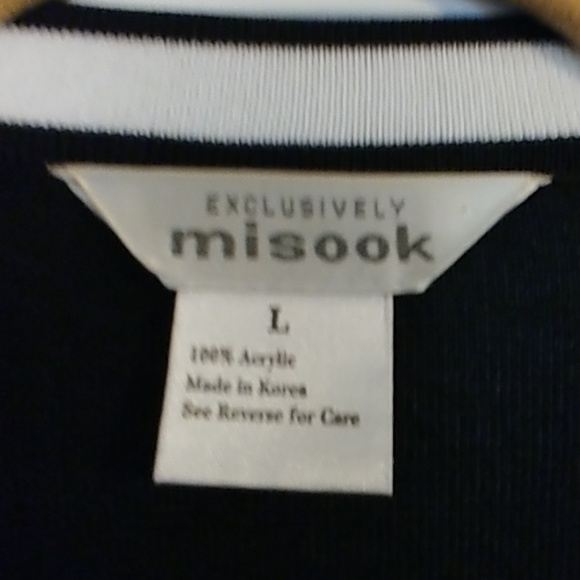 EXCLUSIVELY
misook
L
100% Acrylic
Made in Korea
See Reverse for Care